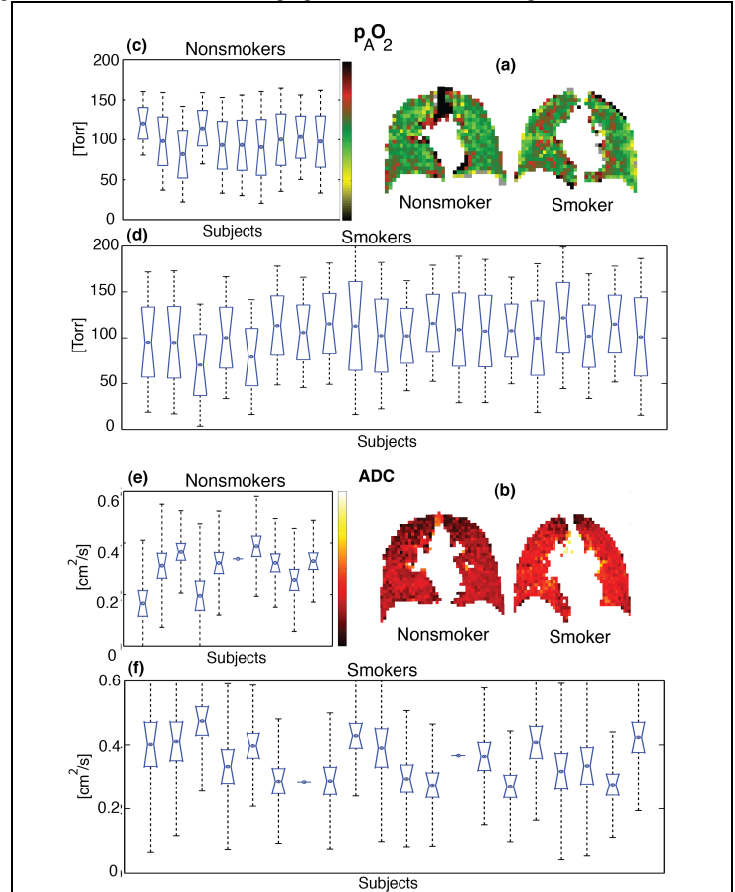 pAO2
(c) Nonsmokers
(a)
200
150
100
50
0
[Torr]
Subjects
Nonsmoker
Smoker
(d) Smokers
200
150
100
50
0
[Torr]
Subjects
ADC
(e) Nonsmokers
(b)
0.6
0.4
0.2
0
[cm²/s]
Subjects
Nonsmoker
Smoker
(f) Smokers
0.6
0.4
0.2
0
[cm²/s]
Subjects